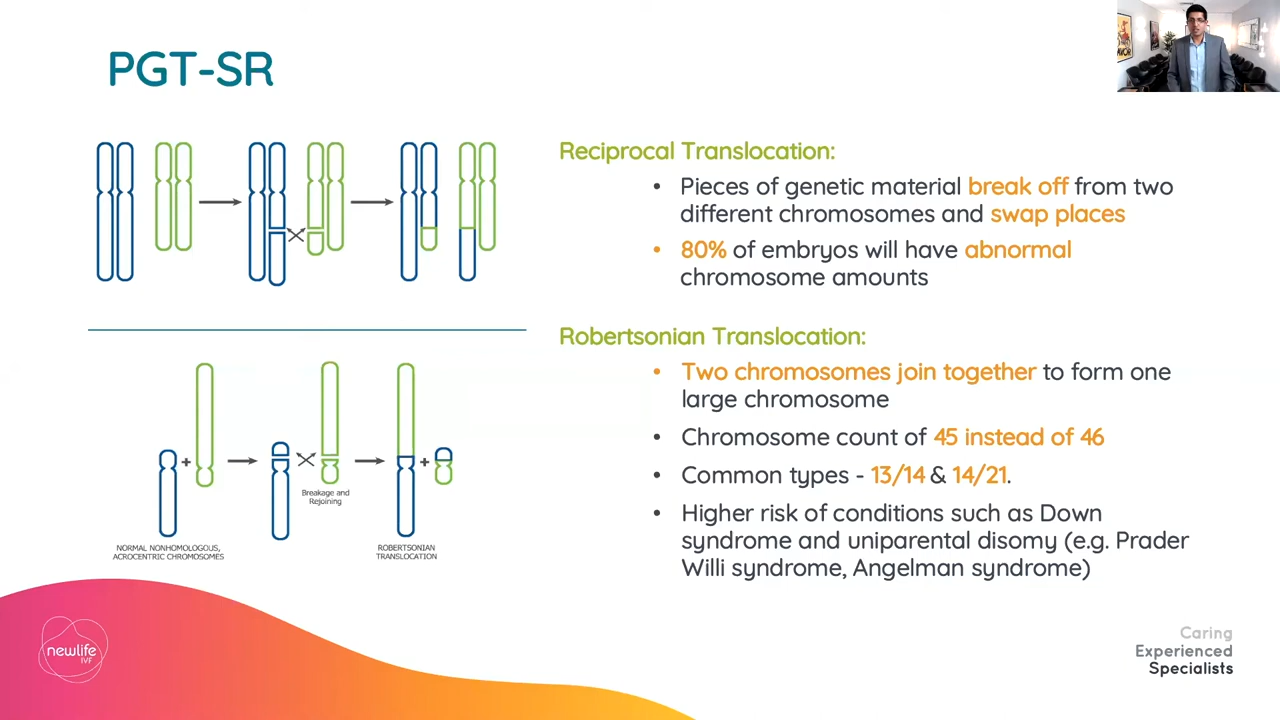 PGT-SR
Reciprocal Translocation:
• Pieces of genetic material break off from two
different chromosomes and swap places
• 80% of embryos will have abnormal
chromosome amounts
Robertsonian Translocation:
• Two chromosomes join together to form one
large chromosome
• Chromosome count of 45 instead of 46
• Common types - 13/14 & 14/21.
• Higher risk of conditions such as Down
syndrome and uniparental disomy (e.g. Prader
Willi syndrome, Angelman syndrome)
+
+
Breakage and
Rejoining
NORMAL NONHOMOLOGOUS,
ACROCENTRIC CHROMOSOMES
ROBERTSONIAN
TRANSLOCATION
newlife
IVF
Caring
Experienced
Specialists